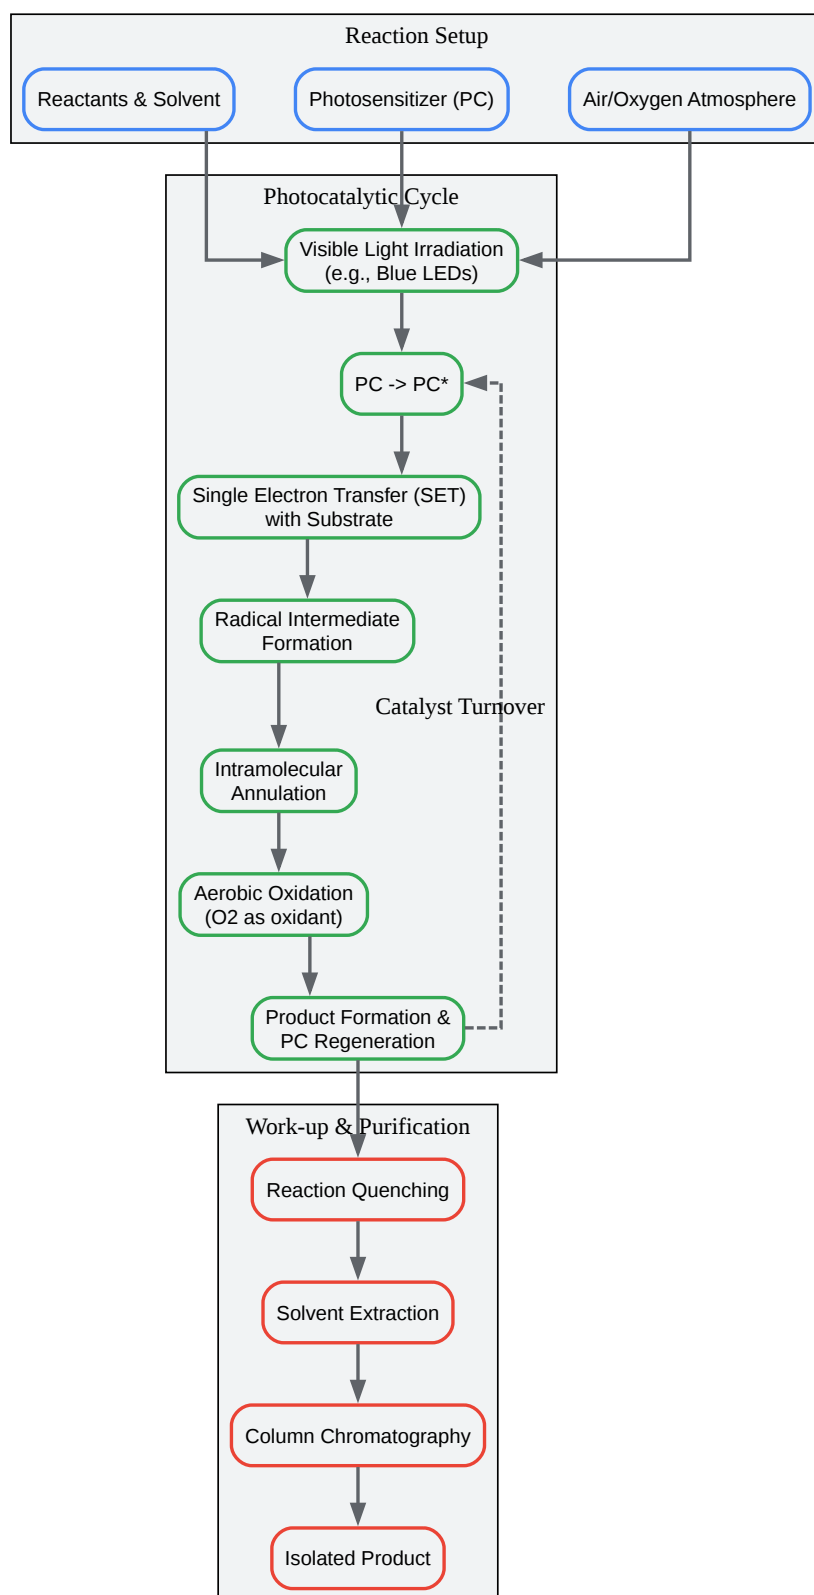 Reaction Setup
Reactants & Solvent
Photosensitizer (PC)
Air/Oxygen Atmosphere
Photocatalytic Cycle
Visible Light Irradiation
(e.g., Blue LEDs)
PC -> PC*
Single Electron Transfer (SET)
with Substrate
Radical Intermediate
Formation
Catalyst Turnover
Intramolecular
Annulation
Aerobic Oxidation
(O2 as oxidant)
Product Formation &
PC Regeneration
Work-up & Purification
Reaction Quenching
Solvent Extraction
Column Chromatography
Isolated Product